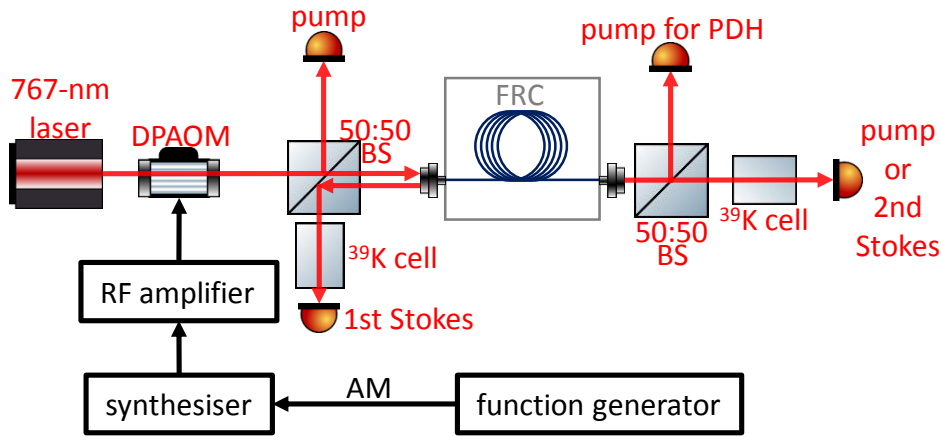 pump
pump for PDH
767-nm
laser
DPAOM
50:50
BS
FRC
pump
or
2nd
Stokes
39K cell
50:50
BS
39K cell
1st Stokes
RF amplifier
synthesiser
AM
function generator